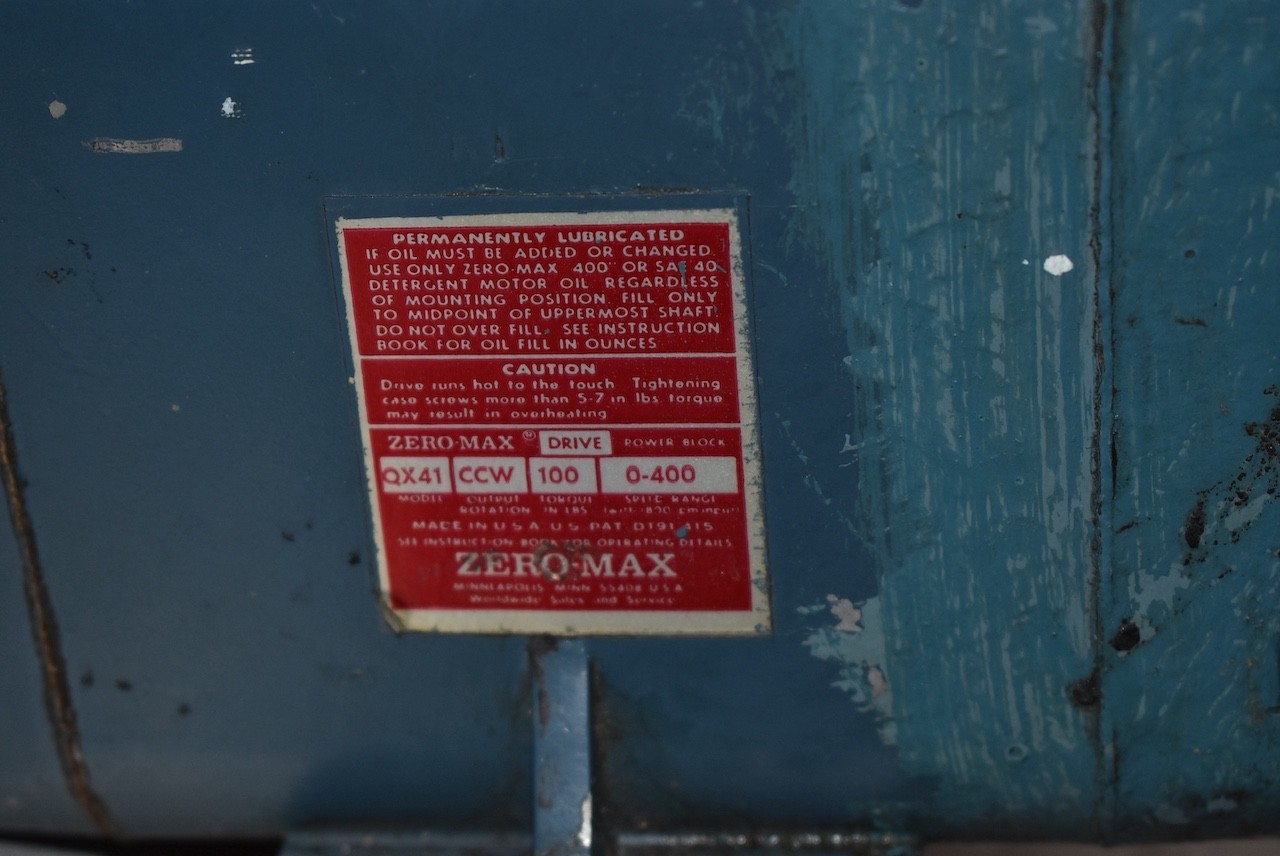 PERMANENTLY LUBRICATED
IF OIL MUST BE ADDED OR CHANGED
USE ONLY ZERO-MAX "400" OR SAE 40
DETERGENT MOTOR OIL REGARDLESS
OF MOUNTING POSITION, FILL ONLY
TO MIDPOINT OF UPPERMOST SHAFT!
DO NOT OVER FILL. SEE INSTRUCTION
BOOK FOR OIL FILL IN OUNCES
CAUTION
Drive runs hot to the touch Tightening
case screws more than 5-7 in lbs. torque
may result in overheating
ZERO-MAX ® DRIVE POWER BLOCK
QX41 CCW 100 0-400
MODEL OUTPUT TORQUE SPEED RANGE
ROTATION IN LBS (with 1800 rpm input)
MADE IN U S A U S PAT
SEE INSTRUCTION BOOK FOR OPERATING DETAILS
ZERO-MAX
MINNEAPOLIS MINN 55408 U S A
Worldwide Sales and Service